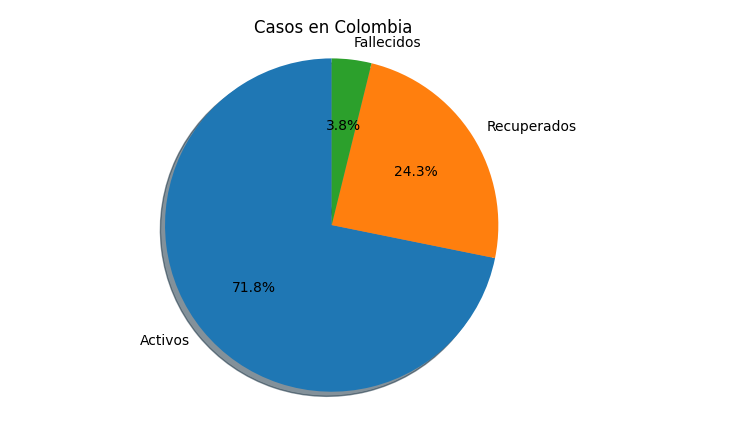 Casos en Colombia
Fallecidos
3.8%
Recuperados
24.3%
71.8%
Activos